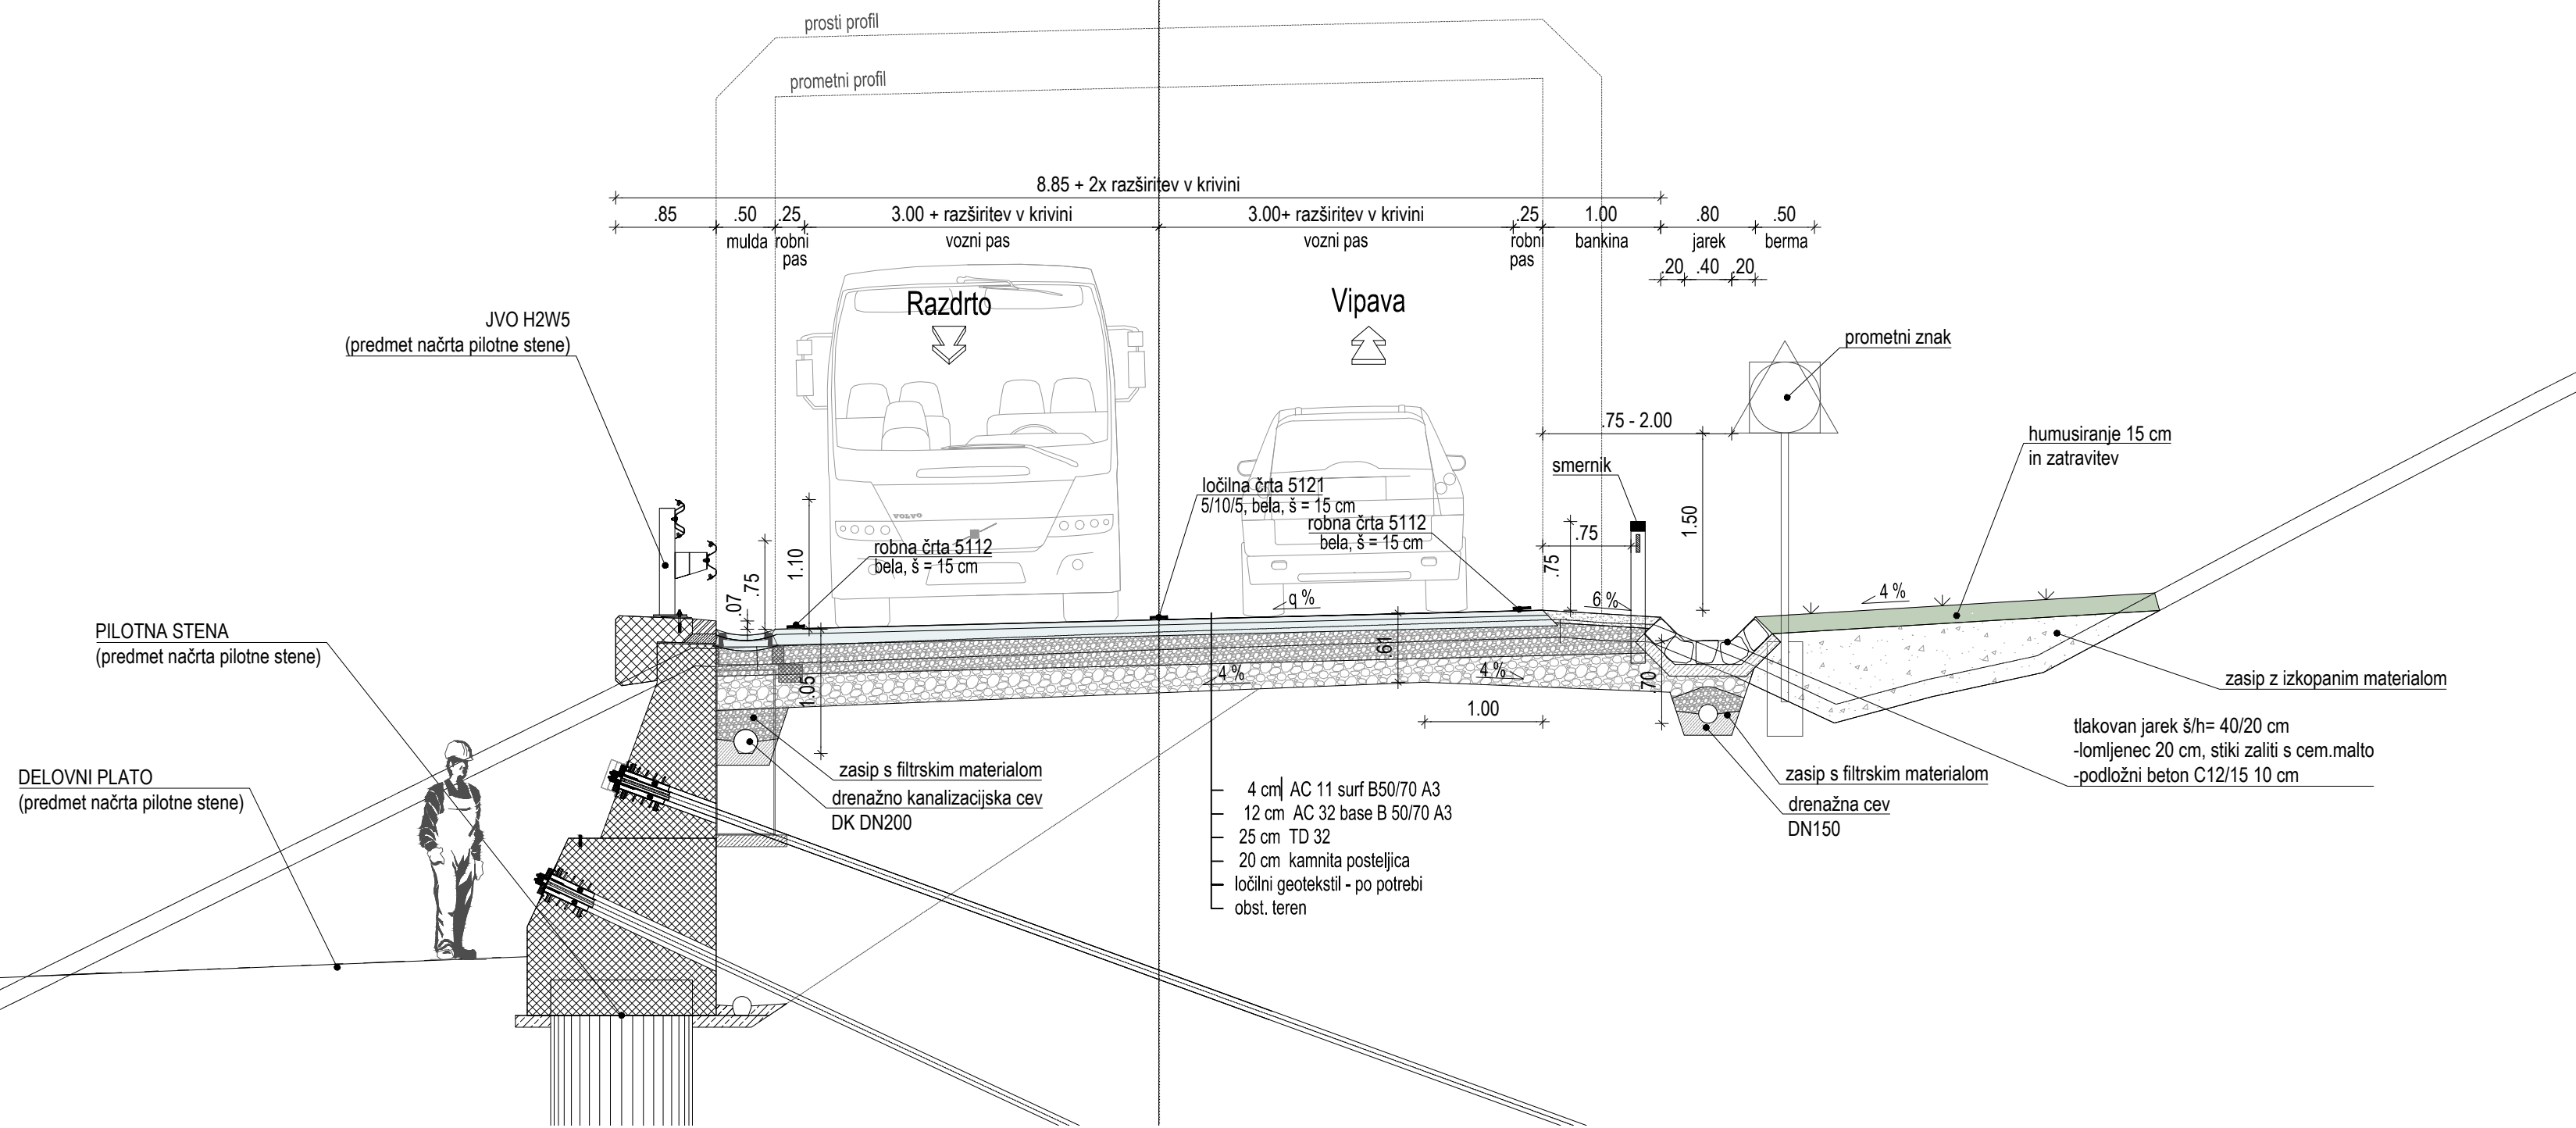 prosti profil
prometni profil
8.85 + 2x razširitev v krivini
.85 .50 .25 3.00 + razširitev v krivini 3.00+ razširitev v krivini .25 1.00 .80 .50
mulda robni pas vozni pas vozni pas robni pas bankina jarek berma
.20 .40 .20
Razdrto
Vipava
JVO H2W5
(predmet načrta pilotne stene)
prometni znak
.75 - 2.00
humusiranje 15 cm
in zatravitev
smernik
ločilna črta 5121
5/10/5, bela, š = 15 cm
robna črta 5112
bela, š = 15 cm
robna črta 5112
bela, š = 15 cm
VOLVO
.75
.75
1.50
1.10
.75
.07
q %
6 %
4 %
PILOTNA STENA
(predmet načrta pilotne stene)
.61
4 %
4 %
1.05
.70
1.00
zasip z izkopanim materialom
tlakovan jarek š/h= 40/20 cm
-lomljenec 20 cm, stiki zaliti s cem.malto
-podložni beton C12/15 10 cm
DELOVNI PLATO
(predmet načrta pilotne stene)
zasip s filtrskim materialom
drenažno kanalizacijska cev
DK DN200
zasip s filtrskim materialom
drenažna cev
DN150
4 cm AC 11 surf B50/70 A3
12 cm AC 32 base B 50/70 A3
25 cm TD 32
20 cm kamnita posteljica
ločilni geotekstil - po potrebi
obst. teren